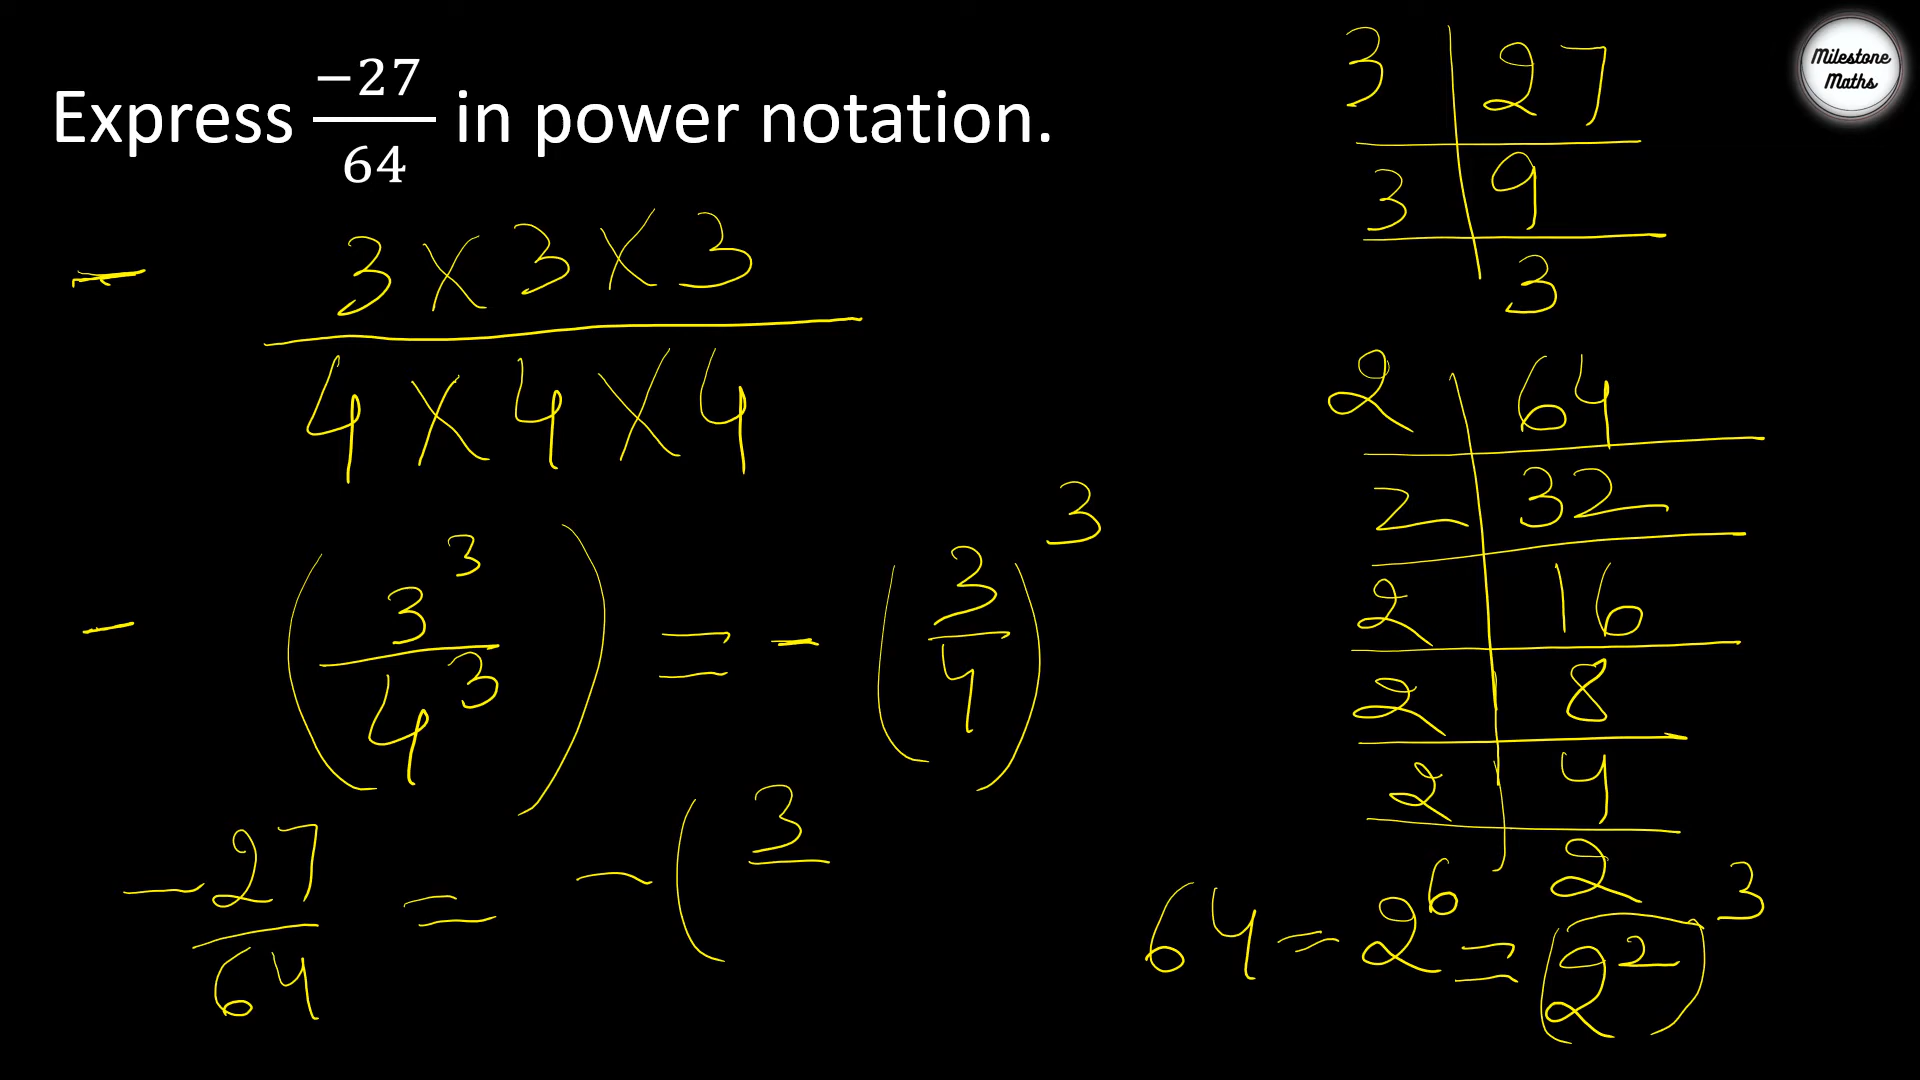 Express −27/64 in power notation.
Milestone
Maths
− 3 × 3 × 3
4 × 4 × 4
− (3³/4³) = − (3/4)³
−27/64 = − (3
3 | 27
3 | 9
3
2 | 64
2 | 32
2 | 16
2 | 8
2 | 4
2
64 = 2⁶ = (2²)³